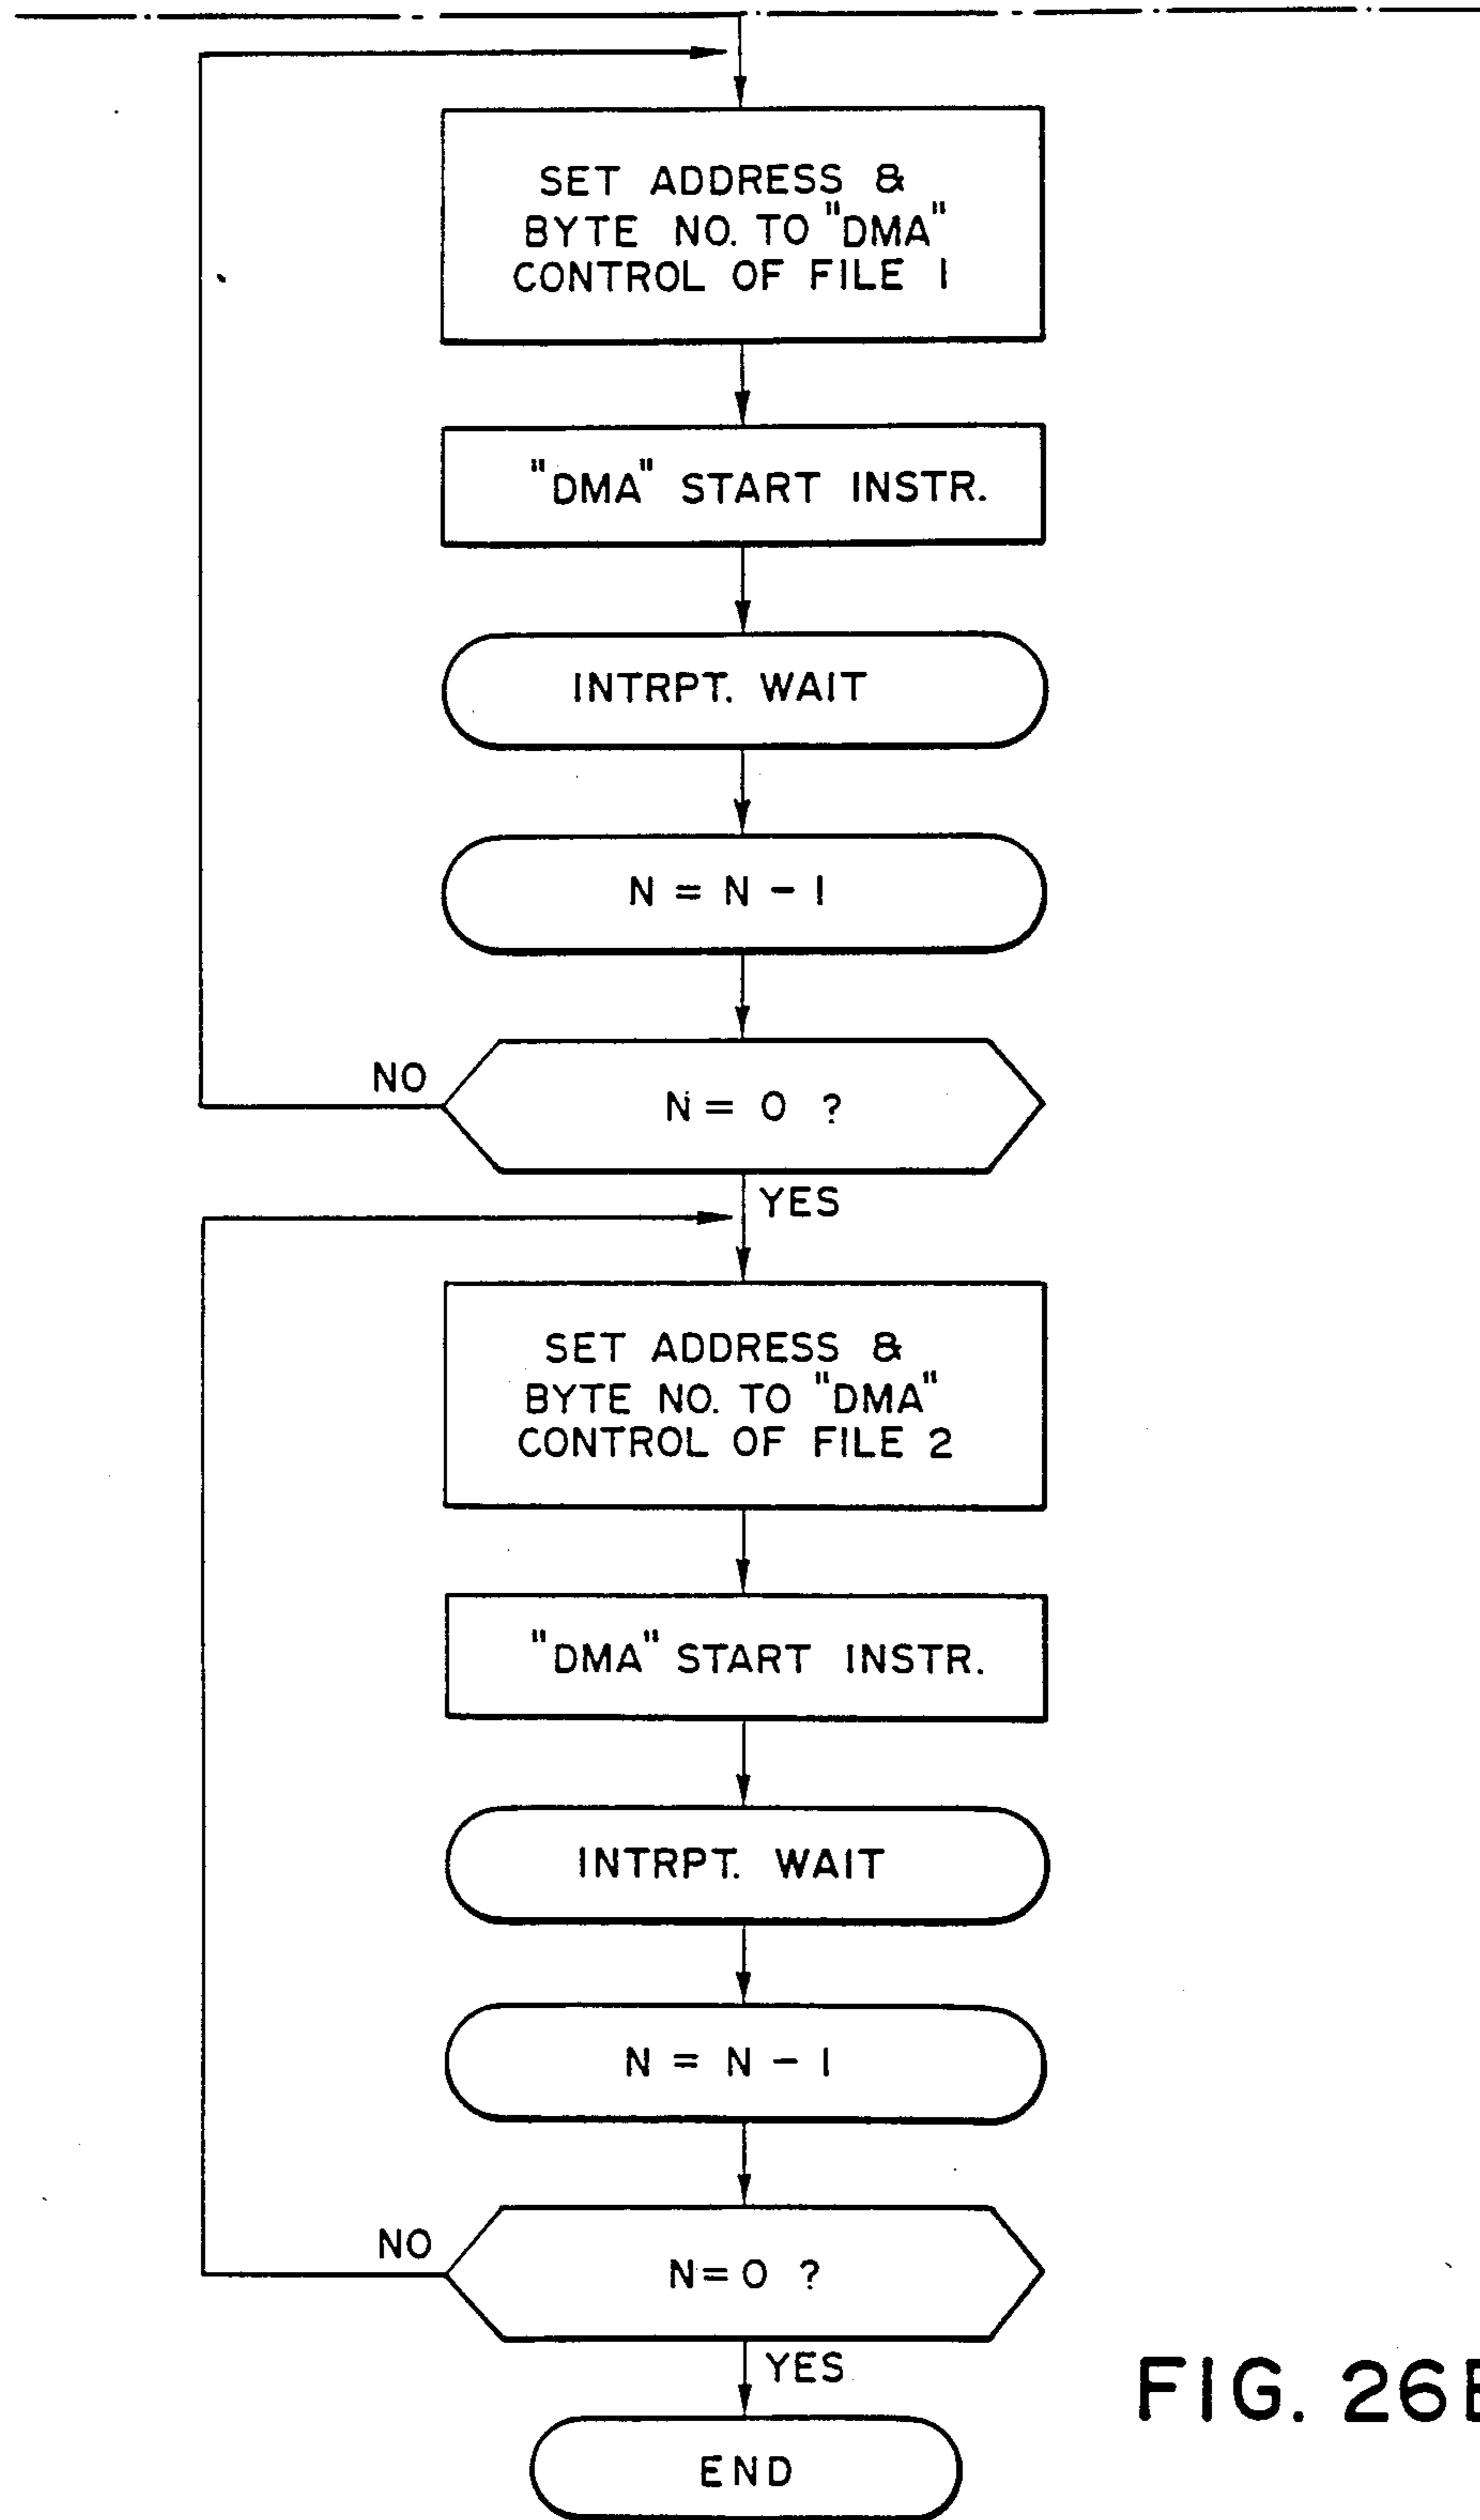 SET ADDRESS &
BYTE NO. TO "DMA"
CONTROL OF FILE 1
"DMA" START INSTR.
INTRPT. WAIT
N = N - 1
NO
N = 0 ?
YES
SET ADDRESS &
BYTE NO. TO "DMA"
CONTROL OF FILE 2
"DMA" START INSTR.
INTRPT. WAIT
N = N - 1
NO
N = 0 ?
YES
FIG. 26
END